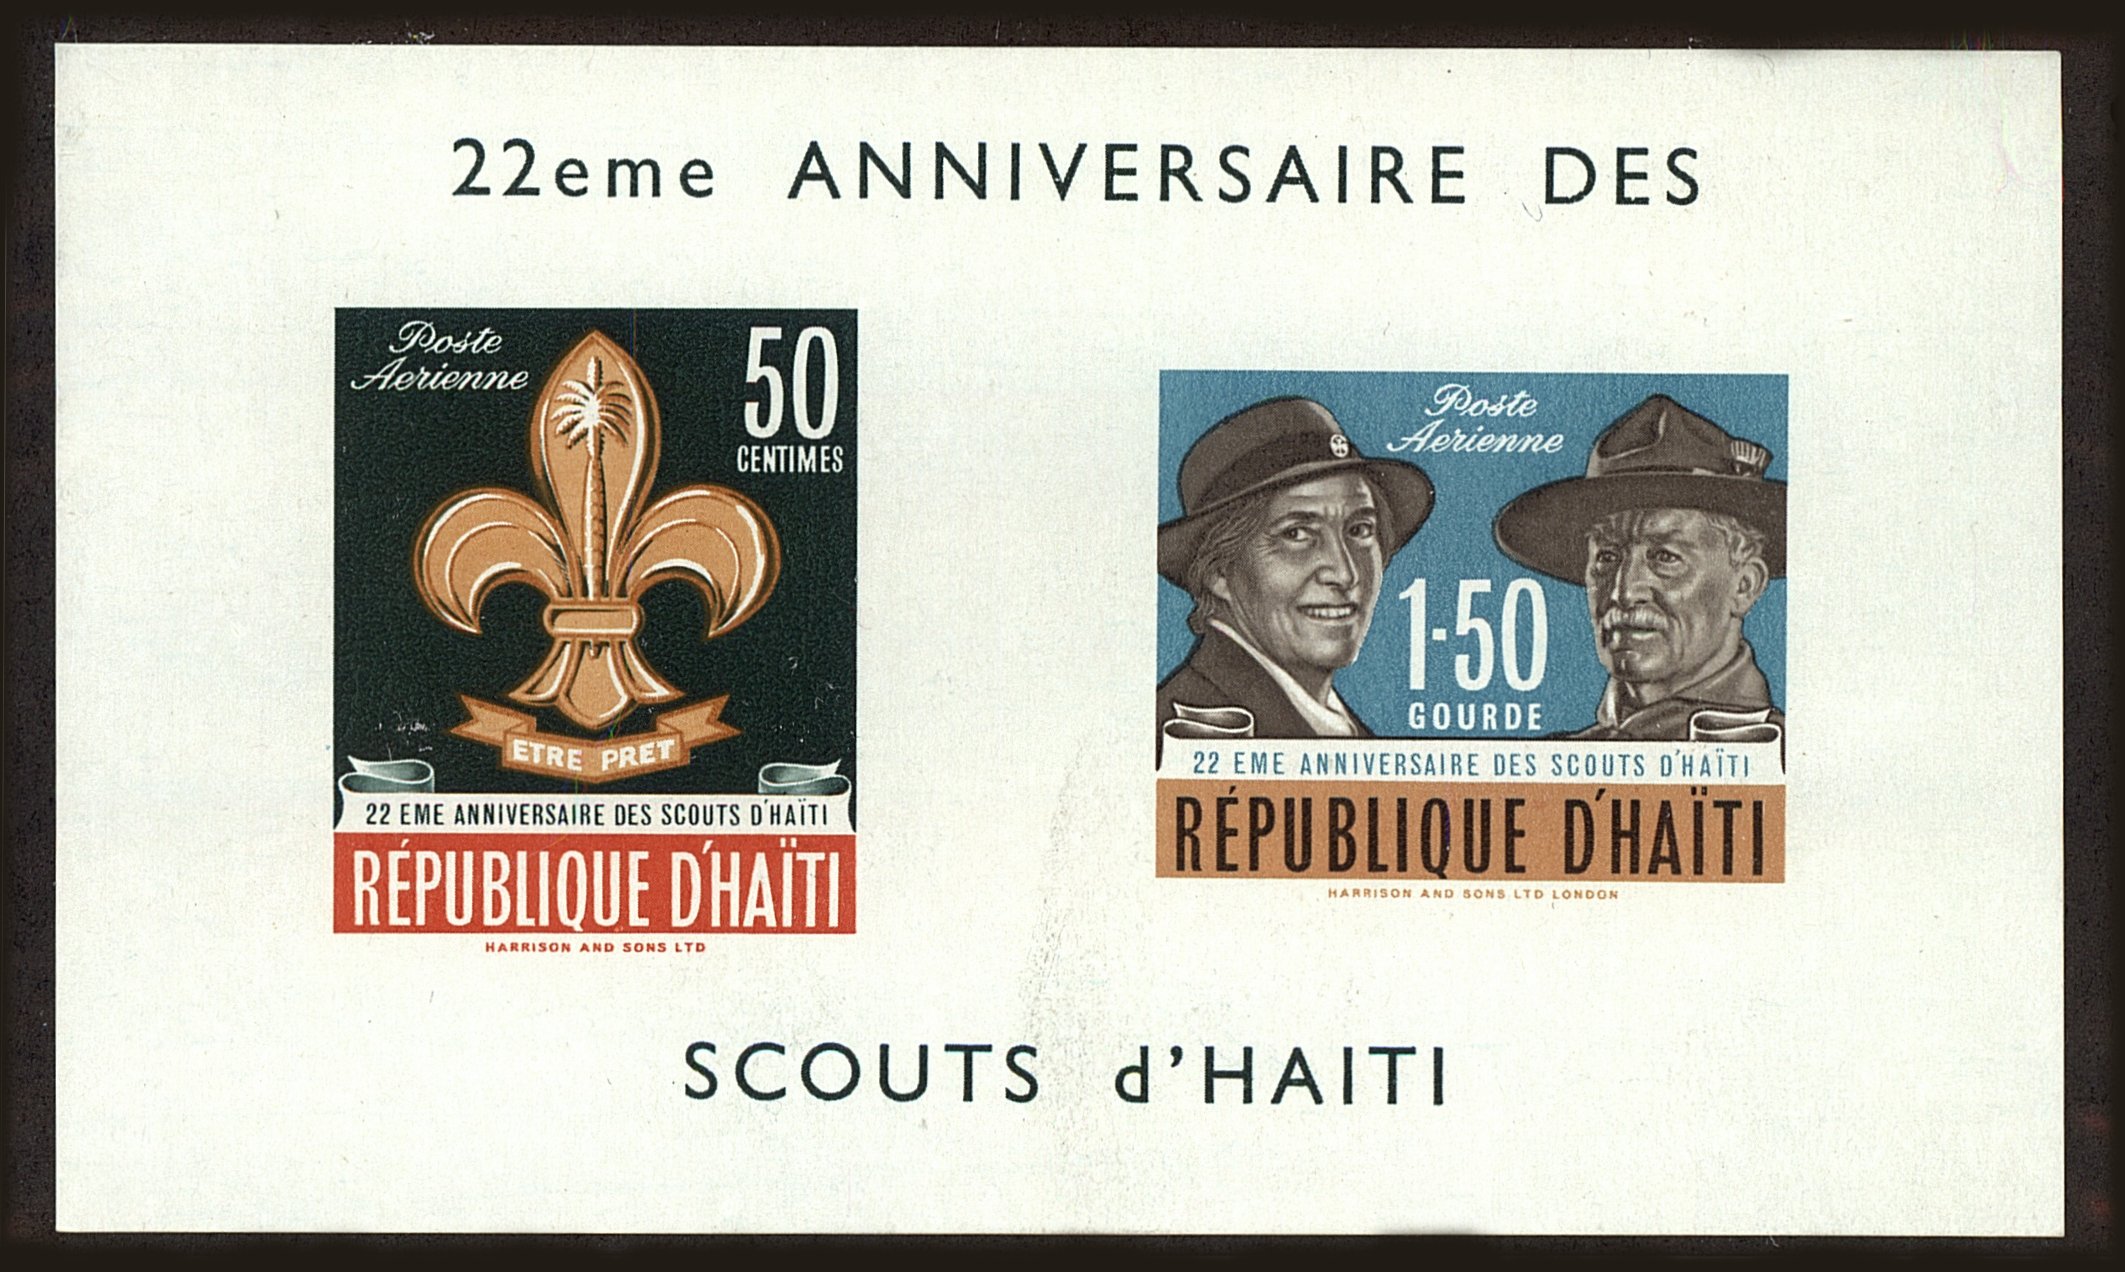 22eme ANNIVERSAIRE DES
Poste
Aerienne
50
CENTIMES
ETRE PRET
22 EME ANNIVERSAIRE DES SCOUTS D'HAÏTI
RÉPUBLIQUE D'HAÏTI
HARRISON AND SONS LTD
Poste
Aerienne
1·50
GOURDE
22 EME ANNIVERSAIRE DES SCOUTS D'HAÏTI
RÉPUBLIQUE D'HAÏTI
HARRISON AND SONS LTD LONDON
SCOUTS d'HAITI